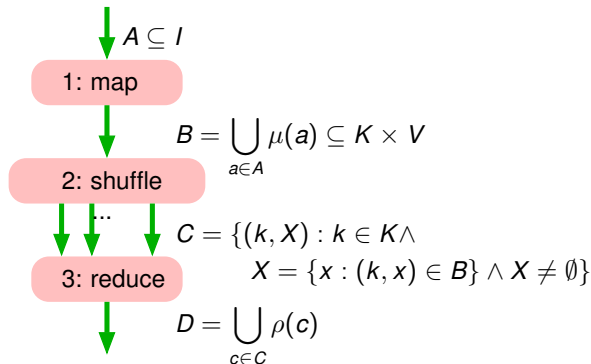 A ⊆ I
1: map
B = ⋃ μ(a) ⊆ K × V
a∈A
2: shuffle
...
C = {(k, X) : k ∈ K∧
X = {x : (k, x) ∈ B} ∧ X ≠ ∅}
3: reduce
D = ⋃ ρ(c)
c∈C